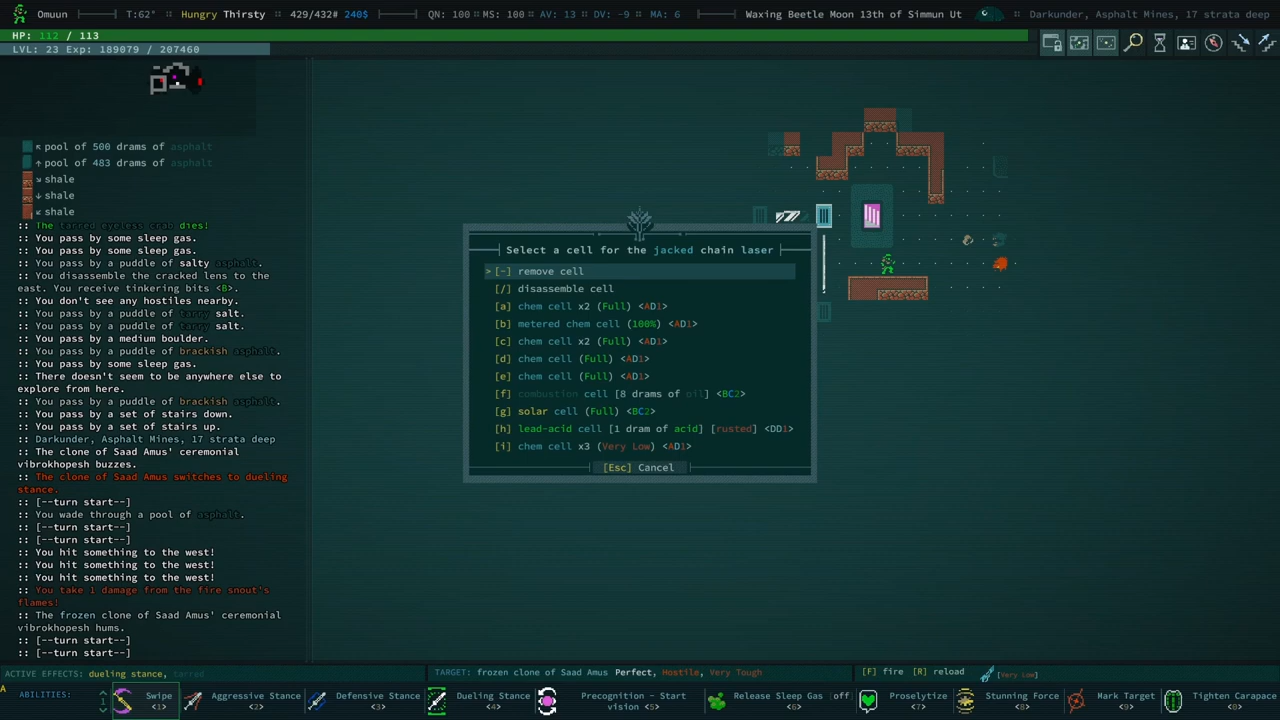 Omuun T:62° Hungry Thirsty 429/432# 240$ QN: 100 MS: 100 AV: 13 DV: -9 MA: 6 Waxing Beetle Moon 13th of Simmun Ut Darkunder, Asphalt Mines, 17 strata deep
HP: 112 / 113
LVL: 23 Exp: 189079 / 207460
pool of 500 drams of asphalt
pool of 483 drams of asphalt
shale
shale
shale
:: The tarred eyeless crab dies!
:: You pass by some sleep gas.
:: You pass by a puddle of salty asphalt.
:: You disassemble the cracked lens to the
east. You receive tinkering bits <B>.
:: You don't see any hostiles nearby.
:: You pass by a puddle of tarry salt.
:: You pass by a puddle of tarry salt.
:: You pass by a medium boulder.
:: You pass by a puddle of brackish asphalt.
:: You pass by some sleep gas.
:: There doesn't seem to be anywhere else to
explore from here.
:: You pass by a puddle of brackish asphalt.
:: You pass by a set of stairs down.
:: You pass by a set of stairs up.
:: Darkunder, Asphalt Mines, 17 strata deep
:: The clone of Saad Amus' ceremonial
vibrokhopesh buzzes.
:: The clone of Saad Amus switches to dueling
stance.
:: [--turn start--]
:: You wade through a pool of asphalt.
:: [--turn start--]
:: [--turn start--]
:: You hit something to the west!
:: You hit something to the west!
:: You hit something to the west!
:: You take 1 damage from the fire snout's
flames!
:: The frozen clone of Saad Amus' ceremonial
vibrokhopesh hums.
:: [--turn start--]
:: [--turn start--]
Select a cell for the jacked chain laser
> [-] remove cell
[/] disassemble cell
[a] chem cell x2 (Full) <AD1>
[b] metered chem cell (100%) <AD1>
[c] chem cell x2 (Full) <AD1>
[d] chem cell (Full) <AD1>
[e] chem cell (Full) <AD1>
[f] combustion cell [8 drams of oil] <BC2>
[g] solar cell (Full) <BC2>
[h] lead-acid cell [1 dram of acid] [rusted] <DD1>
[i] chem cell x3 (Very Low) <AD1>
[Esc] Cancel
ACTIVE EFFECTS: dueling stance, tarred
TARGET: frozen clone of Saad Amus Perfect, Hostile, Very Tough
[F] fire [R] reload [Very Low]
A
ABILITIES: 1
Swipe <1>
Aggressive Stance <2>
Defensive Stance <3>
Dueling Stance <4>
Precognition - Start vision <5>
Release Sleep Gas off <6>
Proselytize <7>
Stunning Force <8>
Mark Target <9>
Tighten Carapace <0>